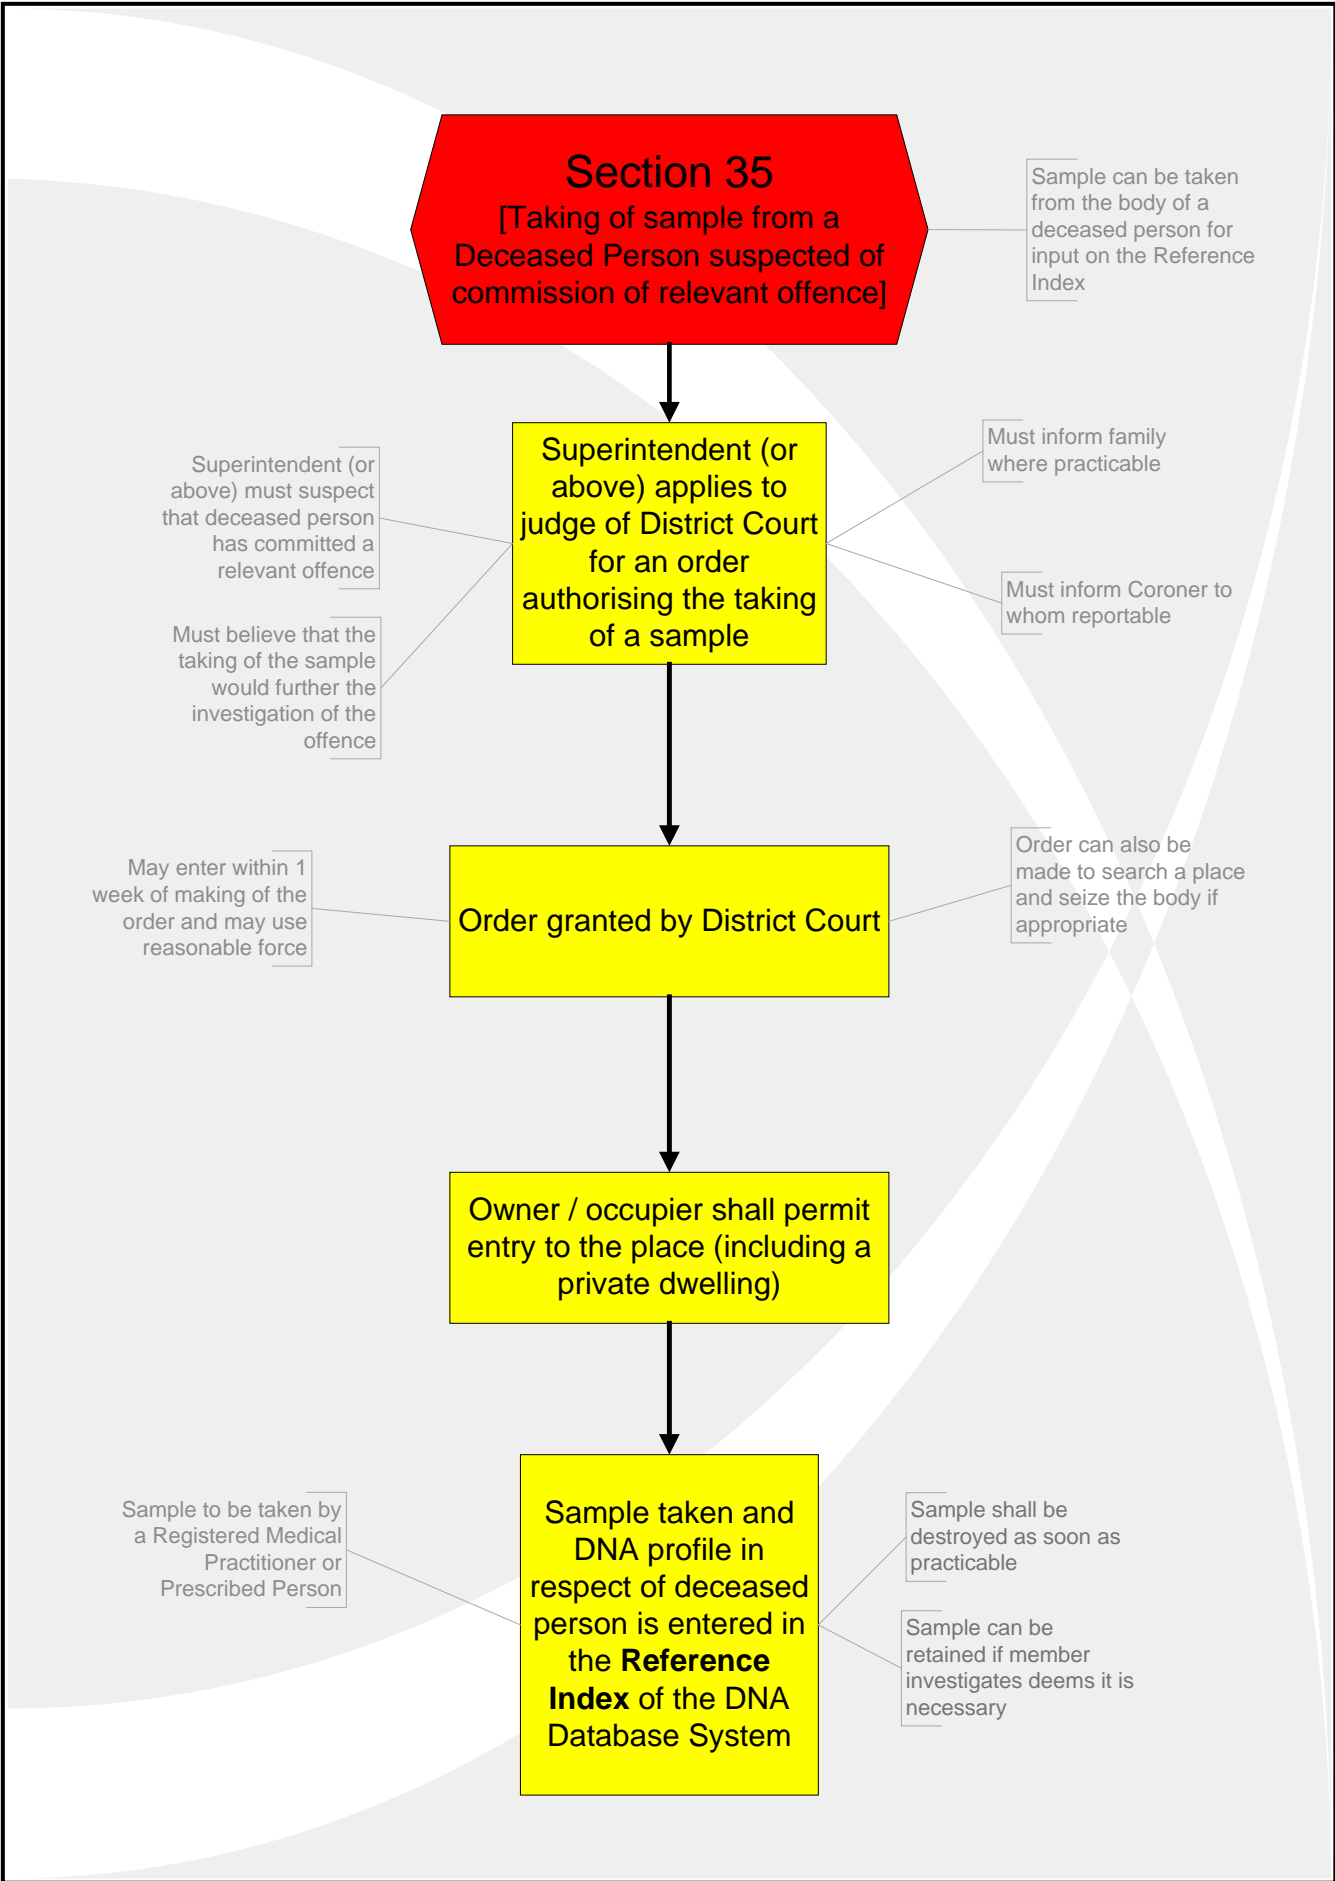 Section 35
[Taking of sample from a
Deceased Person suspected of
commission of relevant offence]
Sample can be taken
from the body of a
deceased person for
input on the Reference
Index
Superintendent (or
above) must suspect
that deceased person
has committed a
relevant offence
Must believe that the
taking of the sample
would further the
investigation of the
offence
Superintendent (or
above) applies to
judge of District Court
for an order
authorising the taking
of a sample
Must inform family
where practicable
Must inform Coroner to
whom reportable
May enter within 1
week of making of the
order and may use
reasonable force
Order granted by District Court
Order can also be
made to search a place
and seize the body if
appropriate
Owner / occupier shall permit
entry to the place (including a
private dwelling)
Sample to be taken by
a Registered Medical
Practitioner or
Prescribed Person
Sample taken and
DNA profile in
respect of deceased
person is entered in
the Reference
Index of the DNA
Database System
Sample shall be
destroyed as soon as
practicable
Sample can be
retained if member
investigates deems it is
necessary